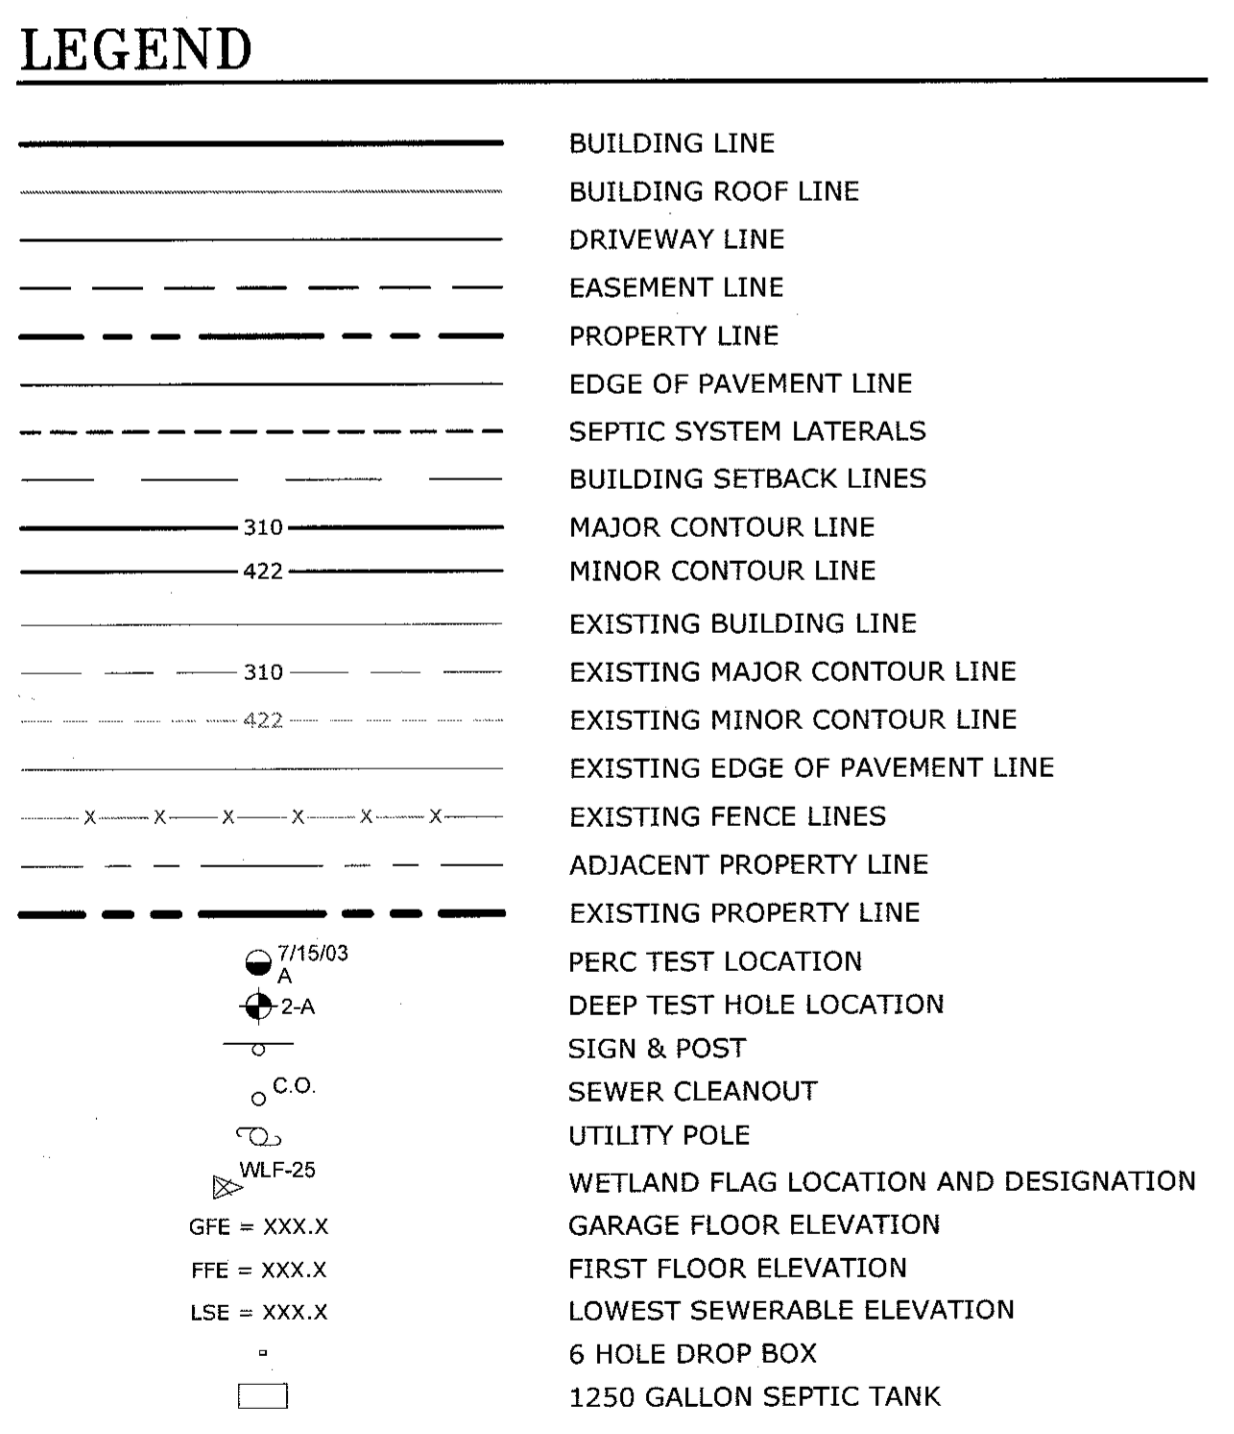 LEGEND
BUILDING LINE
BUILDING ROOF LINE
DRIVEWAY LINE
EASEMENT LINE
PROPERTY LINE
EDGE OF PAVEMENT LINE
SEPTIC SYSTEM LATERALS
BUILDING SETBACK LINES
310 MAJOR CONTOUR LINE
422 MINOR CONTOUR LINE
EXISTING BUILDING LINE
310 EXISTING MAJOR CONTOUR LINE
422 EXISTING MINOR CONTOUR LINE
EXISTING EDGE OF PAVEMENT LINE
X X X X X X EXISTING FENCE LINES
ADJACENT PROPERTY LINE
EXISTING PROPERTY LINE
7/15/03
A
PERC TEST LOCATION
2-A DEEP TEST HOLE LOCATION
SIGN & POST
C.O. SEWER CLEANOUT
UTILITY POLE
WLF-25 WETLAND FLAG LOCATION AND DESIGNATION
GFE = XXX.X GARAGE FLOOR ELEVATION
FFE = XXX.X FIRST FLOOR ELEVATION
LSE = XXX.X LOWEST SEWERABLE ELEVATION
6 HOLE DROP BOX
1250 GALLON SEPTIC TANK